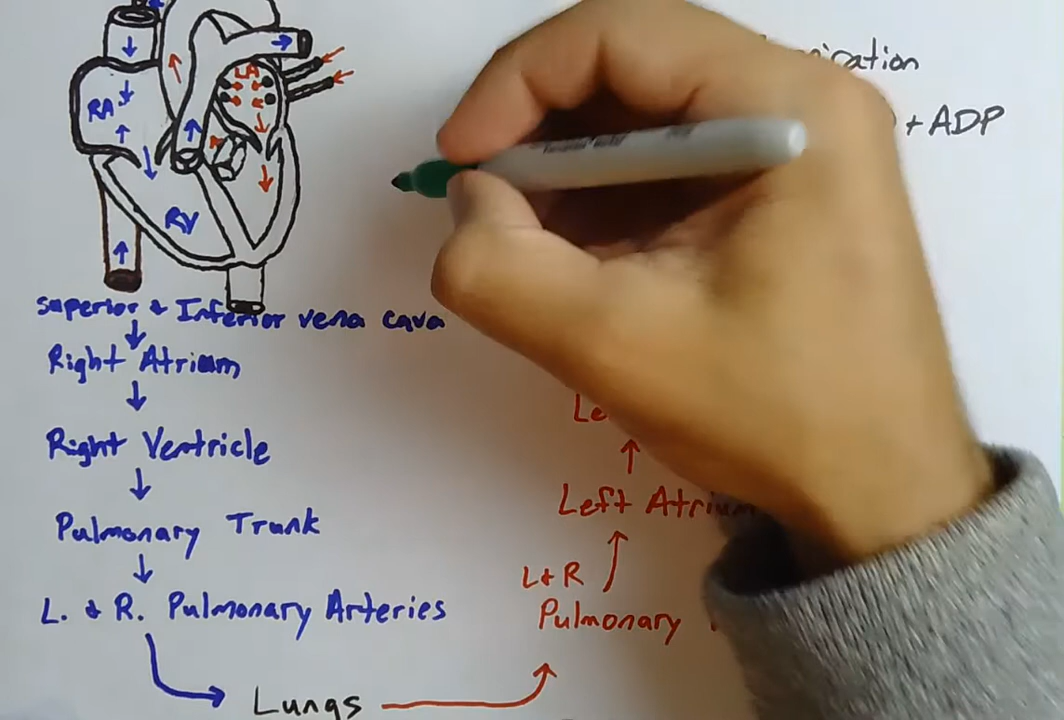 LA
RA
+ ADP
RV
Superior & Inferior vena cava
Right Atrium
Right Ventricle
Left Atrium
Pulmonary Trunk
L & R
L. & R. Pulmonary Arteries
Pulmonary
Lungs